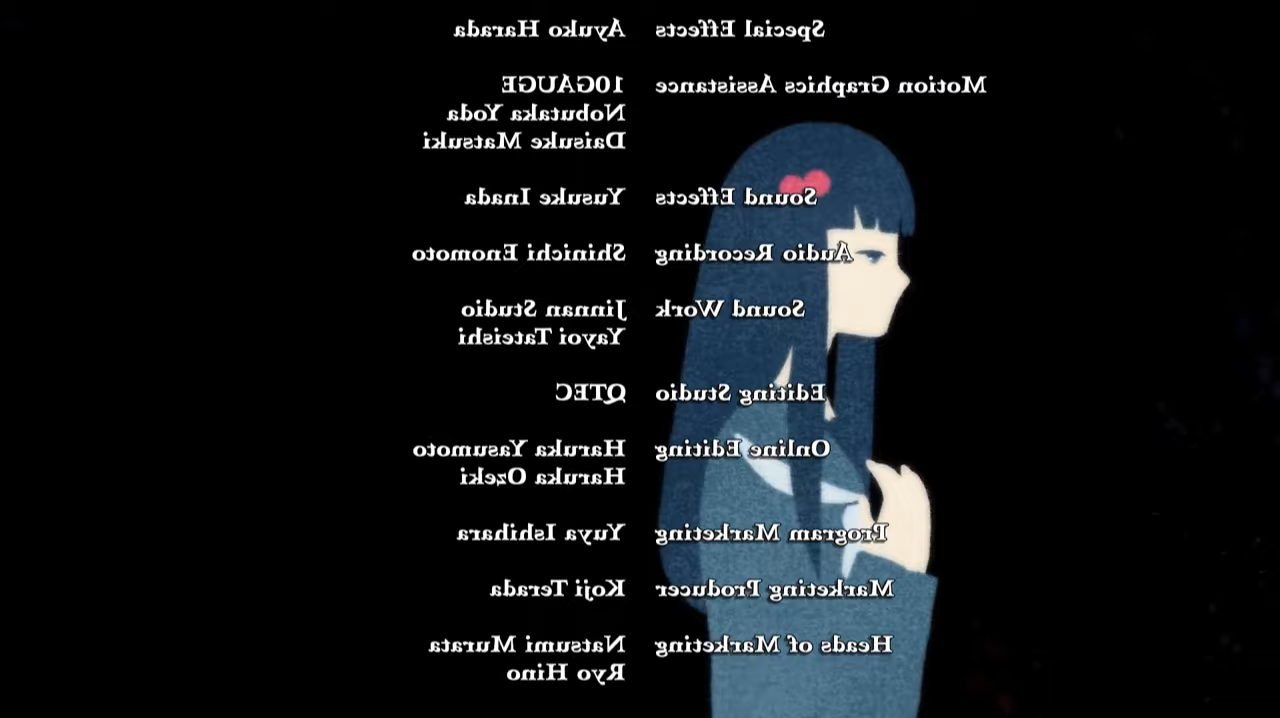 Special Effects Ayuko Harada
Motion Graphics Assistance 10GAUGE
Nobutaka Yoda
Daisuke Matsuki
Sound Effects Yusuke Inada
Audio Recording Shinichi Enomoto
Sound Work Jinnan Studio
Yayoi Tateishi
Editing Studio QTEC
Online Editing Haruka Yasumoto
Haruka Ozeki
Program Marketing Yuya Ishihara
Marketing Producer Koji Terada
Heads of Marketing Natsumi Murata
Ryo Hino